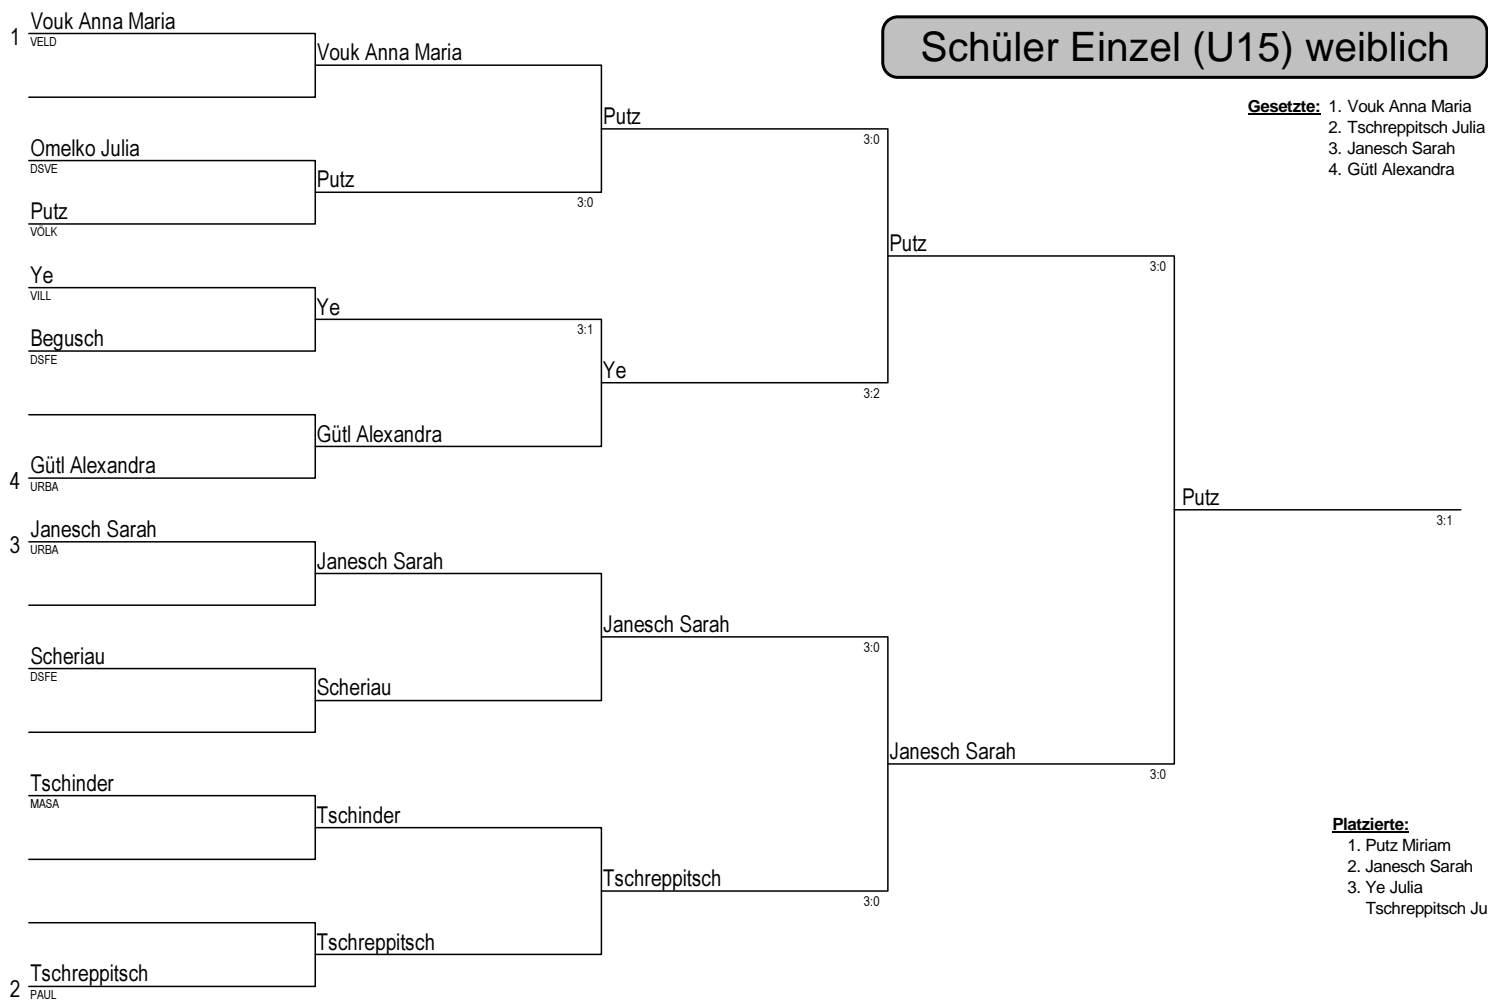 Schüler Einzel (U15) weiblich
Gesetzte: 1. Vouk Anna Maria
2. Tschreppitsch Julia
3. Janesch Sarah
4. Gütl Alexandra
1 Vouk Anna Maria
VELD
Omelko Julia
DSVE
Putz
VÖLK
Ye
VILL
Begusch
DSFE
4 Gütl Alexandra
URBA
3 Janesch Sarah
URBA
Scheriau
DSFE
Tschinder
MASA
2 Tschreppitsch
PAUL
Vouk Anna Maria
Putz
3:0
Ye
3:1
Gütl Alexandra
Janesch Sarah
Scheriau
Tschinder
Tschreppitsch
Putz
3:0
Ye
3:2
Janesch Sarah
3:0
Tschreppitsch
3:0
Putz
3:0
Janesch Sarah
3:0
Putz
3:1
Platzierte:
1. Putz Miriam
2. Janesch Sarah
3. Ye Julia
Tschreppitsch Ju